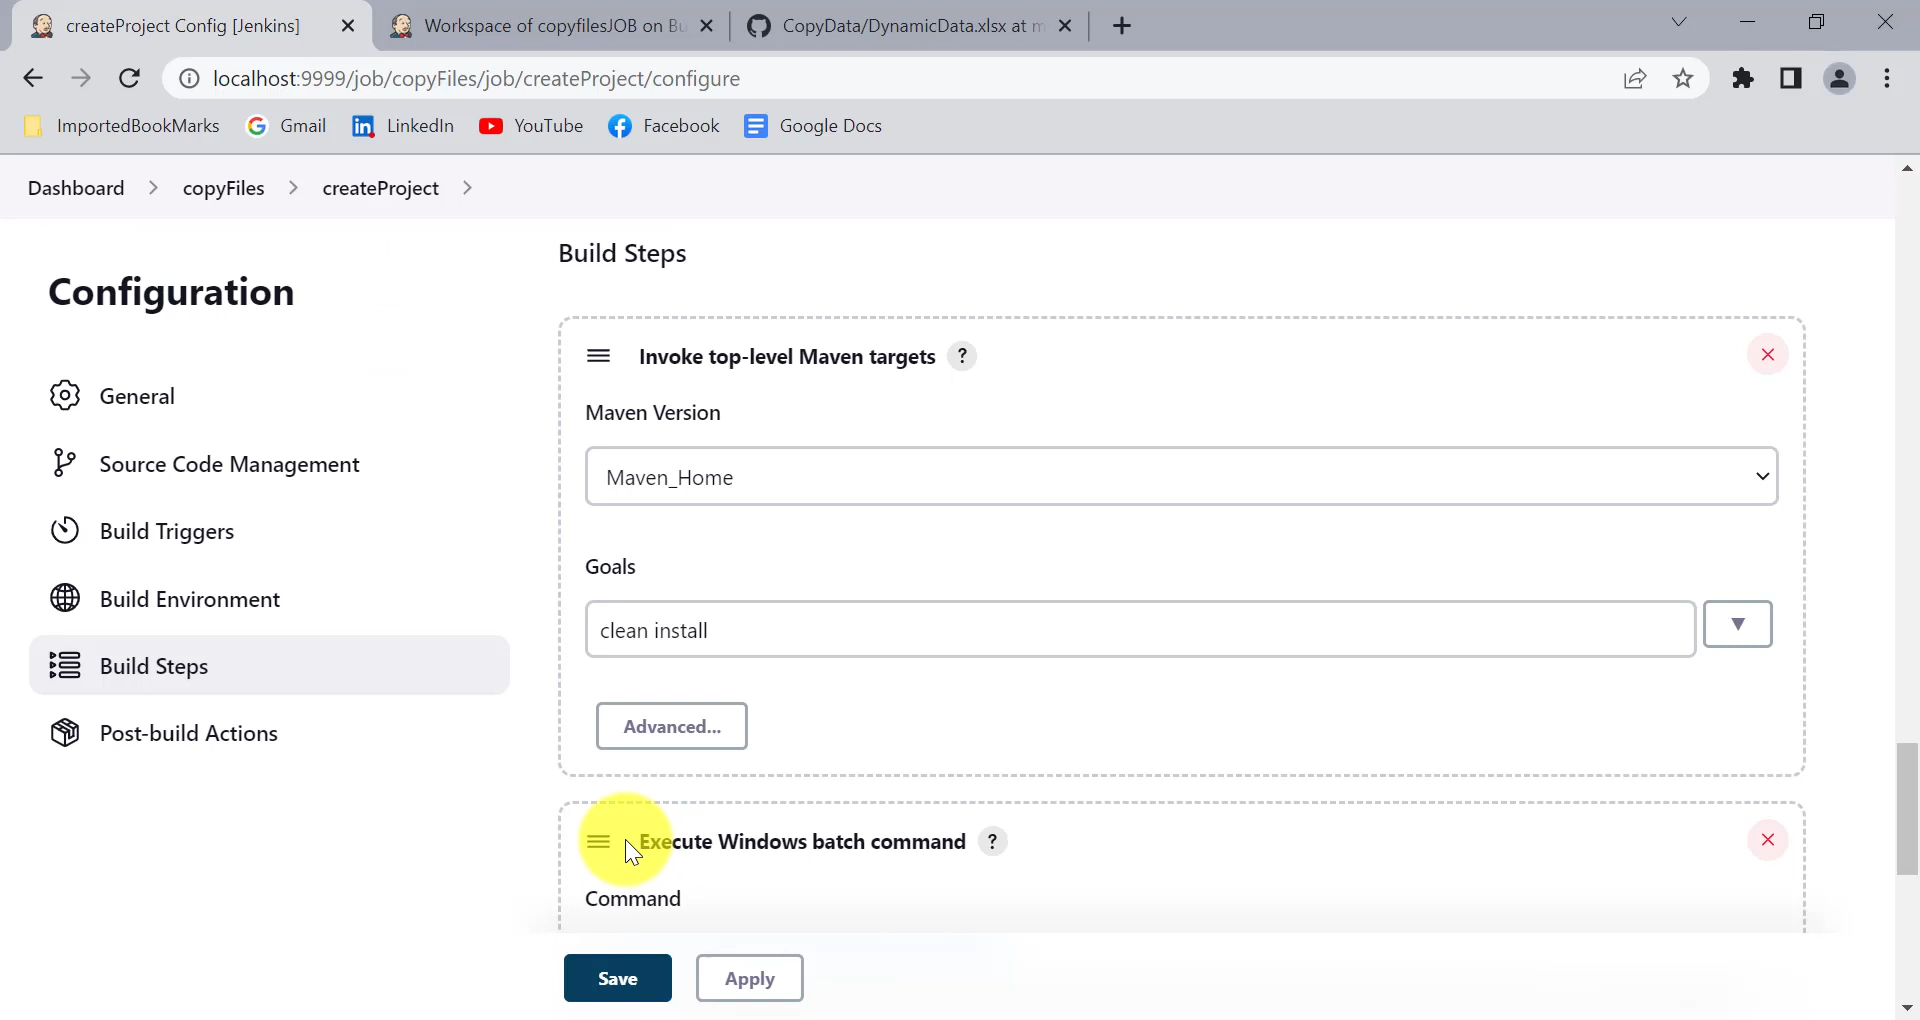 createProject Config [Jenkins]
Workspace of copyfilesJOB on Bu
CopyData/DynamicData.xlsx at m
localhost:9999/job/copyFiles/job/createProject/configure
ImportedBookMarks
Gmail
LinkedIn
YouTube
Facebook
Google Docs
Dashboard > copyFiles > createProject >
Configuration
General
Source Code Management
Build Triggers
Build Environment
Build Steps
Post-build Actions
Build Steps
Invoke top-level Maven targets ?
Maven Version
Maven_Home
Goals
clean install
Advanced...
Execute Windows batch command ?
Command
Save
Apply